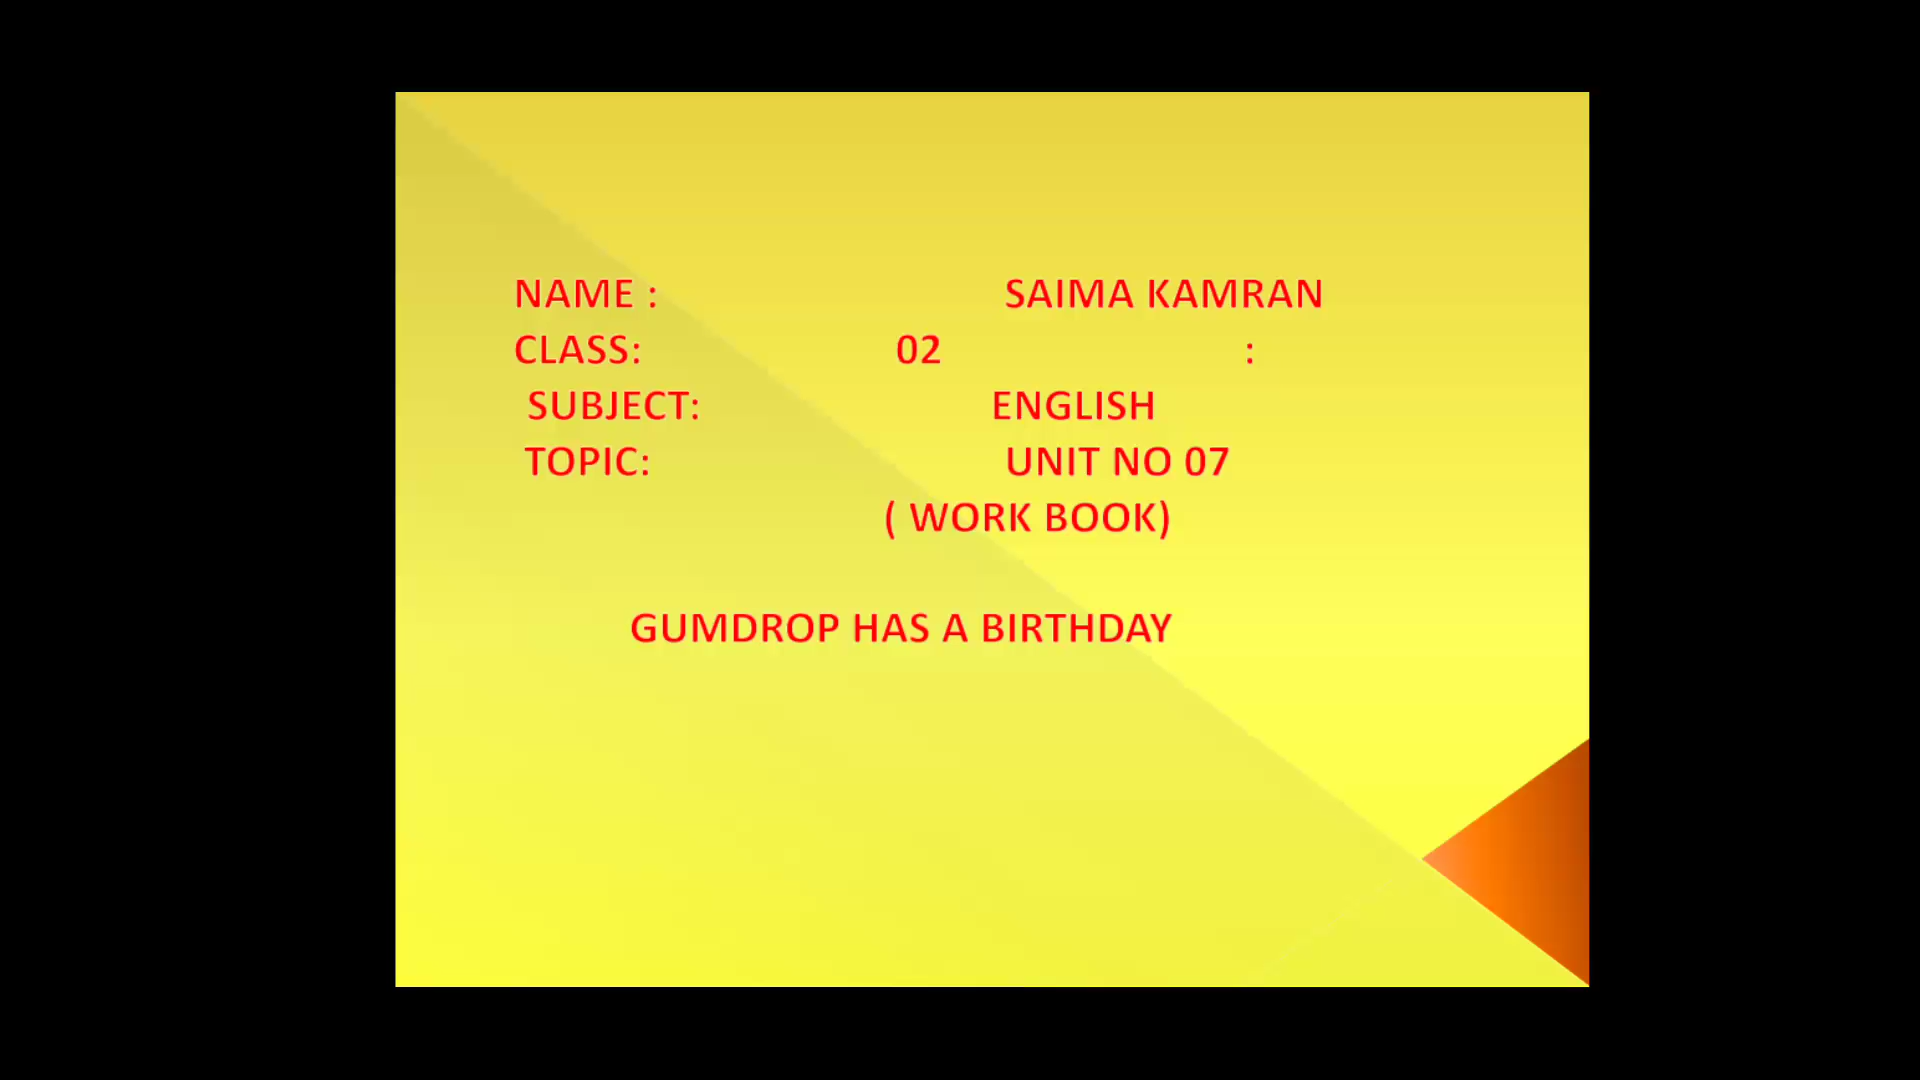 NAME : SAIMA KAMRAN
CLASS: 02 :
SUBJECT: ENGLISH
TOPIC: UNIT NO 07
( WORK BOOK)
GUMDROP HAS A BIRTHDAY